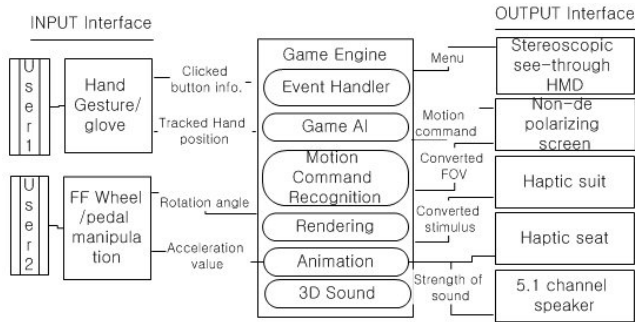 INPUT Interface
OUTPUT Interface
U
s
e
r
1
Hand
Gesture/
glove
Clicked
button info.
Tracked Hand
position
U
s
e
r
2
FF Wheel
/pedal
manipula
tion
Rotation angle
Acceleration
value
Game Engine
Event Handler
Game AI
Motion
Command
Recognition
Rendering
Animation
3D Sound
Menu
Motion
command
Converted
FOV
Converted
stimulus
Strength of
sound
Stereoscopic
see-through
HMD
Non-de
polarizing
screen
Haptic suit
Haptic seat
5.1 channel
speaker